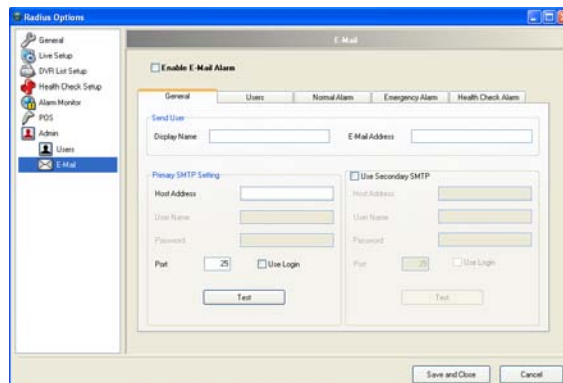 Radius Options
General
Live Setup
DVR List Setup
Health Check Setup
Alarm Monitor
POS
Admin
Users
E-Mail
E-Mail
Enable E-Mail Alarm
General Users Normal Alarm Emergency Alarm Health Check Alarm
Send User
Display Name E-Mail Address
Primary SMTP Setting Use Secondary SMTP
Host Address Host Address
User Name User Name
Password Password
Port 25 Use Login Port 25 Use Login
Test Test
Save and Close Cancel